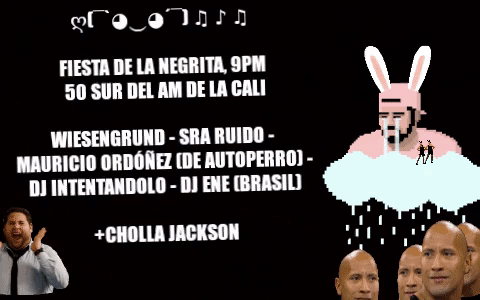 ლ(́◕◞◕‵)♫♪♫
FIESTA DE LA NEGRITA, 9PM
50 SUR DEL AM DE LA CALI
WIESENGRUND - SRA RUIDO -
MAURICIO ORDÓÑEZ (DE AUTOPERRO) -
DJ INTENTANDOLO - DJ ENE (BRASIL)
+CHOLLA JACKSON